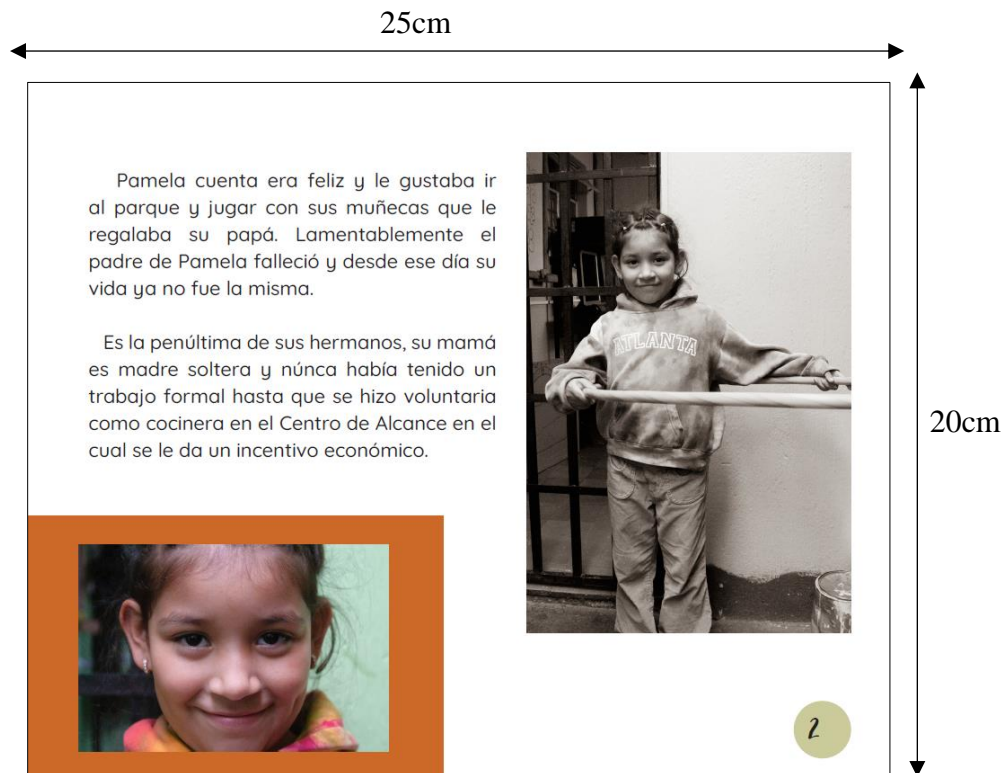 25cm
Pamela cuenta era feliz y le gustaba ir
al parque y jugar con sus muñecas que le
regalaba su papá. Lamentablemente el
padre de Pamela falleció y desde ese día su
vida ya no fue la misma.
Es la penúltima de sus hermanos, su mamá
es madre soltera y núnca había tenido un
trabajo formal hasta que se hizo voluntaria
como cocinera en el Centro de Alcance en el
cual se le da un incentivo económico.
ATLANTA
20cm
2